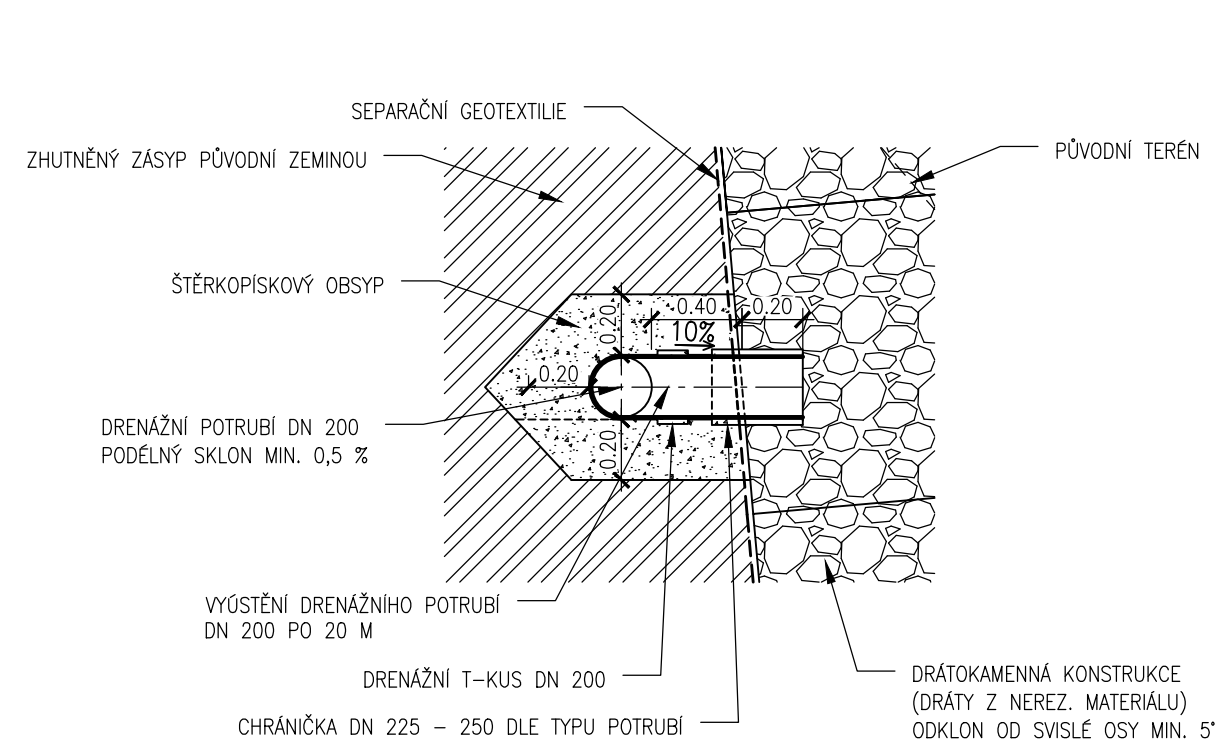 SEPARAČNÍ GEOTEXTILIE
ZHUTNĚNÝ ZÁSYP PŮVODNÍ ZEMINOU
PŮVODNÍ TERÉN
ŠTĚRKOPÍSKOVÝ OBSYP
0.20
0.40
0.20
10%
0.20
DRENÁŽNÍ POTRUBÍ DN 200
PODÉLNÝ SKLON MIN. 0,5 %
0.20
VYÚSTĚNÍ DRENÁŽNÍHO POTRUBÍ
DN 200 PO 20 M
DRENÁŽNÍ T-KUS DN 200
CHRÁNIČKA DN 225 - 250 DLE TYPU POTRUBÍ
DRÁTOKAMENNÁ KONSTRUKCE
(DRÁTY Z NEREZ. MATERIÁLU)
ODKLON OD SVISLÉ OSY MIN. 5°